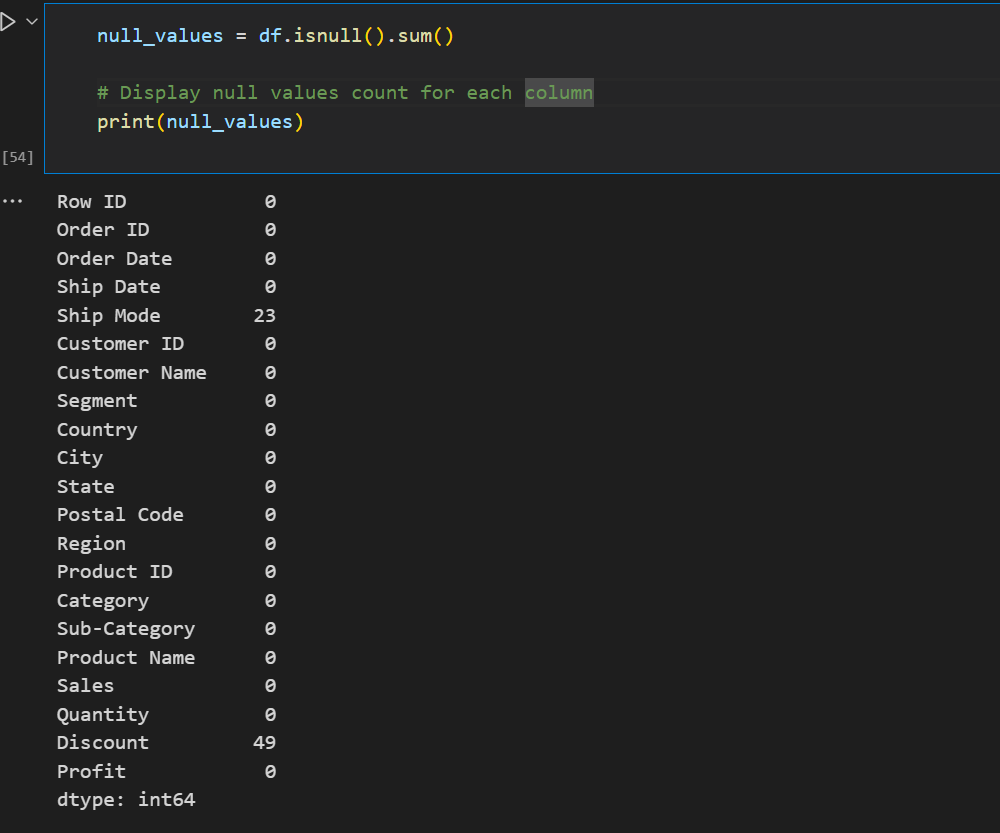 null_values = df.isnull().sum()
# Display null values count for each column
print(null_values)
[54]
Row ID 0
Order ID 0
Order Date 0
Ship Date 0
Ship Mode 23
Customer ID 0
Customer Name 0
Segment 0
Country 0
City 0
State 0
Postal Code 0
Region 0
Product ID 0
Category 0
Sub-Category 0
Product Name 0
Sales 0
Quantity 0
Discount 49
Profit 0
dtype: int64